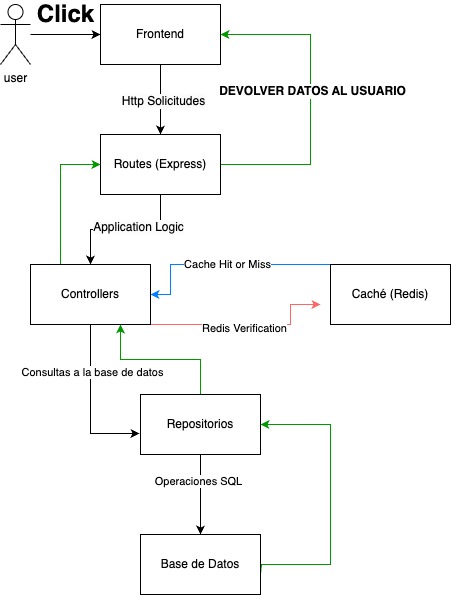 Click
user
Frontend
DEVOLVER DATOS AL USUARIO
Http Solicitudes
Routes (Express)
Application Logic
Cache Hit or Miss
Controllers
Caché (Redis)
Redis Verification
Consultas a la base de datos
Repositorios
Operaciones SQL
Base de Datos